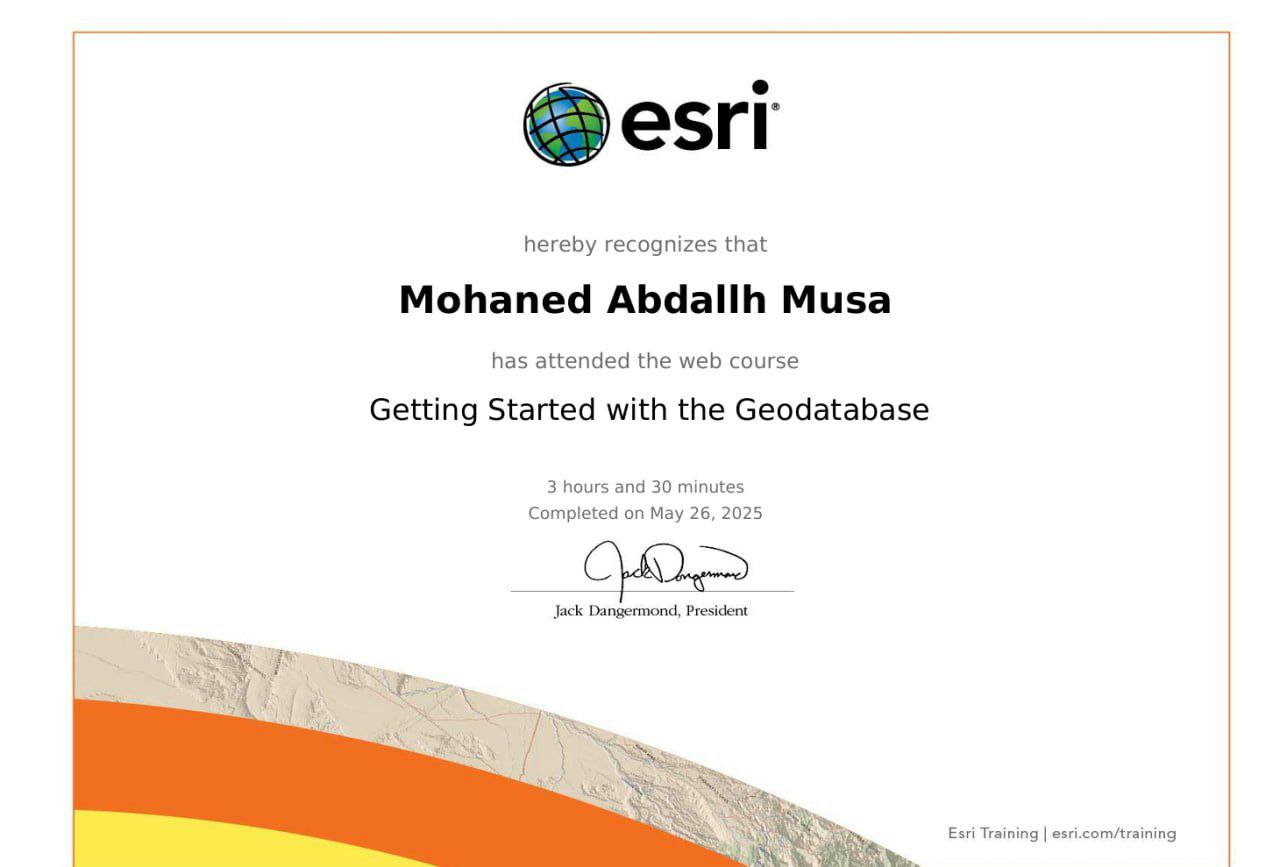 esri®
hereby recognizes that
Mohaned Abdallh Musa
has attended the web course
Getting Started with the Geodatabase
3 hours and 30 minutes
Completed on May 26, 2025
Jack Dangermond
Jack Dangermond, President
Esri Training | esri.com/training